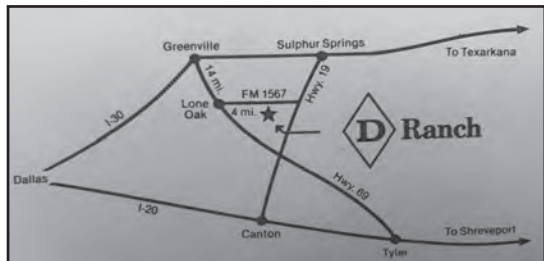 Greenville
Sulphur Springs
To Texarkana
14 mi.
FM 1567
Hwy. 19
Lone
Oak
4 mi.
D Ranch
I-30
Dallas
Hwy. 69
I-20
Canton
To Shreveport
Tyler